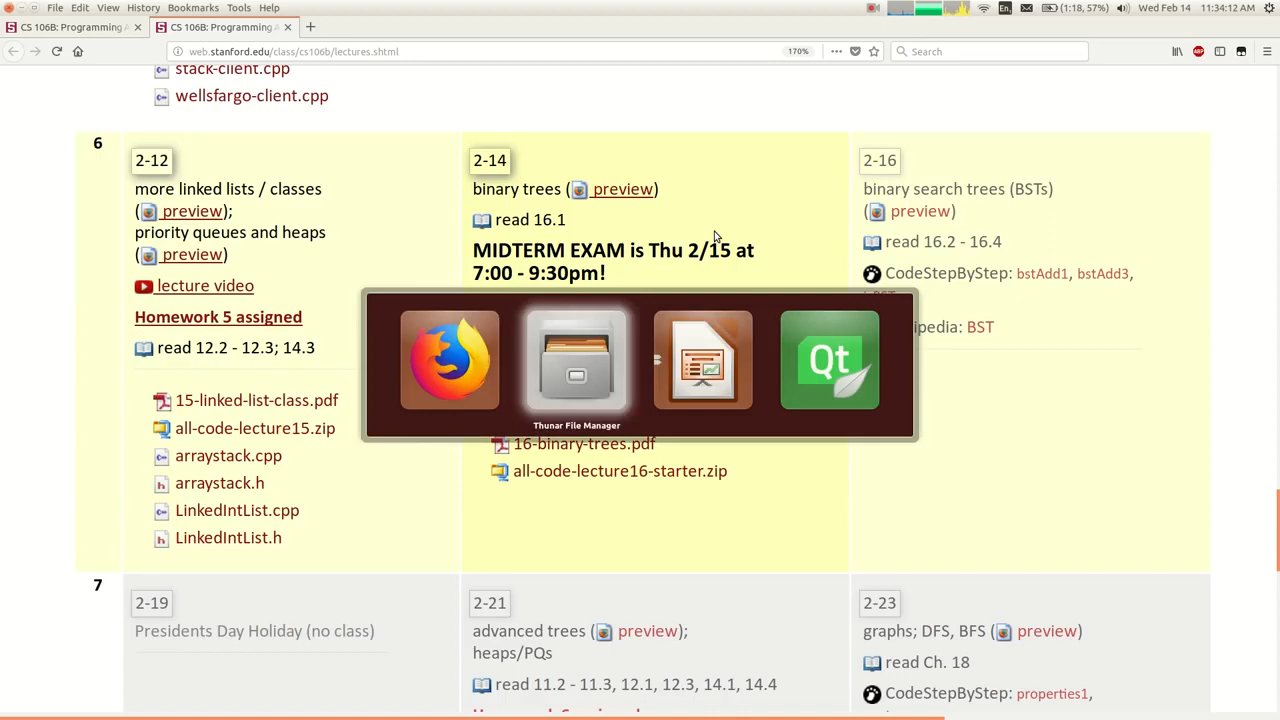 File Edit View History Bookmarks Tools Help
En (1:18, 57%) Wed Feb 14 11:34:12 AM
CS 106B: Programming A × CS 106B: Programming A × +
web.stanford.edu/class/cs106b/lectures.shtml 170% Search
stack-client.cpp
wellsfargo-client.cpp
6
2-12
more linked lists / classes
( preview);
priority queues and heaps
( preview)
lecture video
Homework 5 assigned
read 12.2 - 12.3; 14.3
15-linked-list-class.pdf
all-code-lecture15.zip
arraystack.cpp
arraystack.h
LinkedIntList.cpp
LinkedIntList.h
2-14
binary trees ( preview)
read 16.1
MIDTERM EXAM is Thu 2/15 at
7:00 - 9:30pm!
Qt
Thunar File Manager
16-binary-trees.pdf
all-code-lecture16-starter.zip
2-16
binary search trees (BSTs)
( preview)
read 16.2 - 16.4
CodeStepByStep: bstAdd1, bstAdd3,
ipedia: BST
7
2-19
Presidents Day Holiday (no class)
2-21
advanced trees ( preview);
heaps/PQs
read 11.2 - 11.3, 12.1, 12.3, 14.1, 14.4
2-23
graphs; DFS, BFS ( preview)
read Ch. 18
CodeStepByStep: properties1,